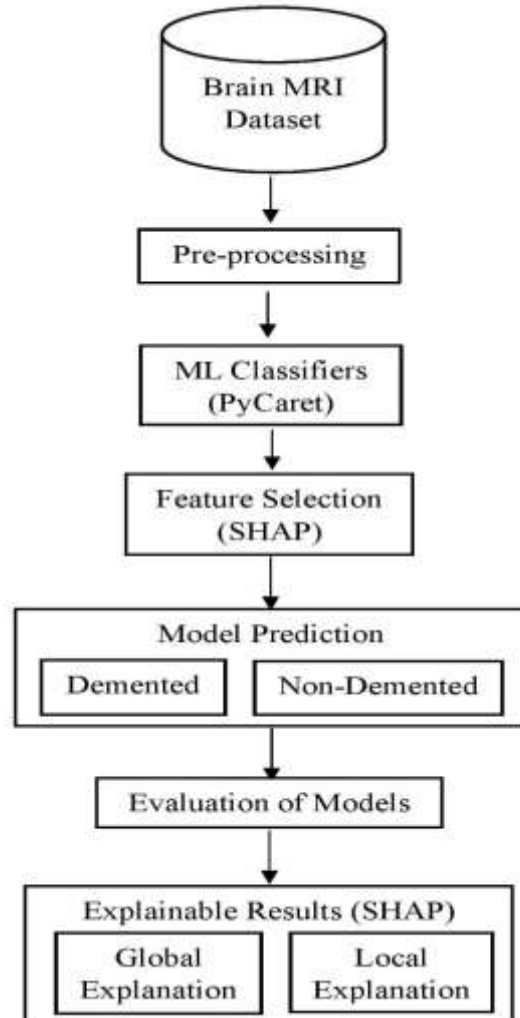 Brain MRI
Dataset
Pre-processing
ML Classifiers
(PyCaret)
Feature Selection
(SHAP)
Model Prediction
Demented
Non-Demented
Evaluation of Models
Explainable Results (SHAP)
Global
Explanation
Local
Explanation